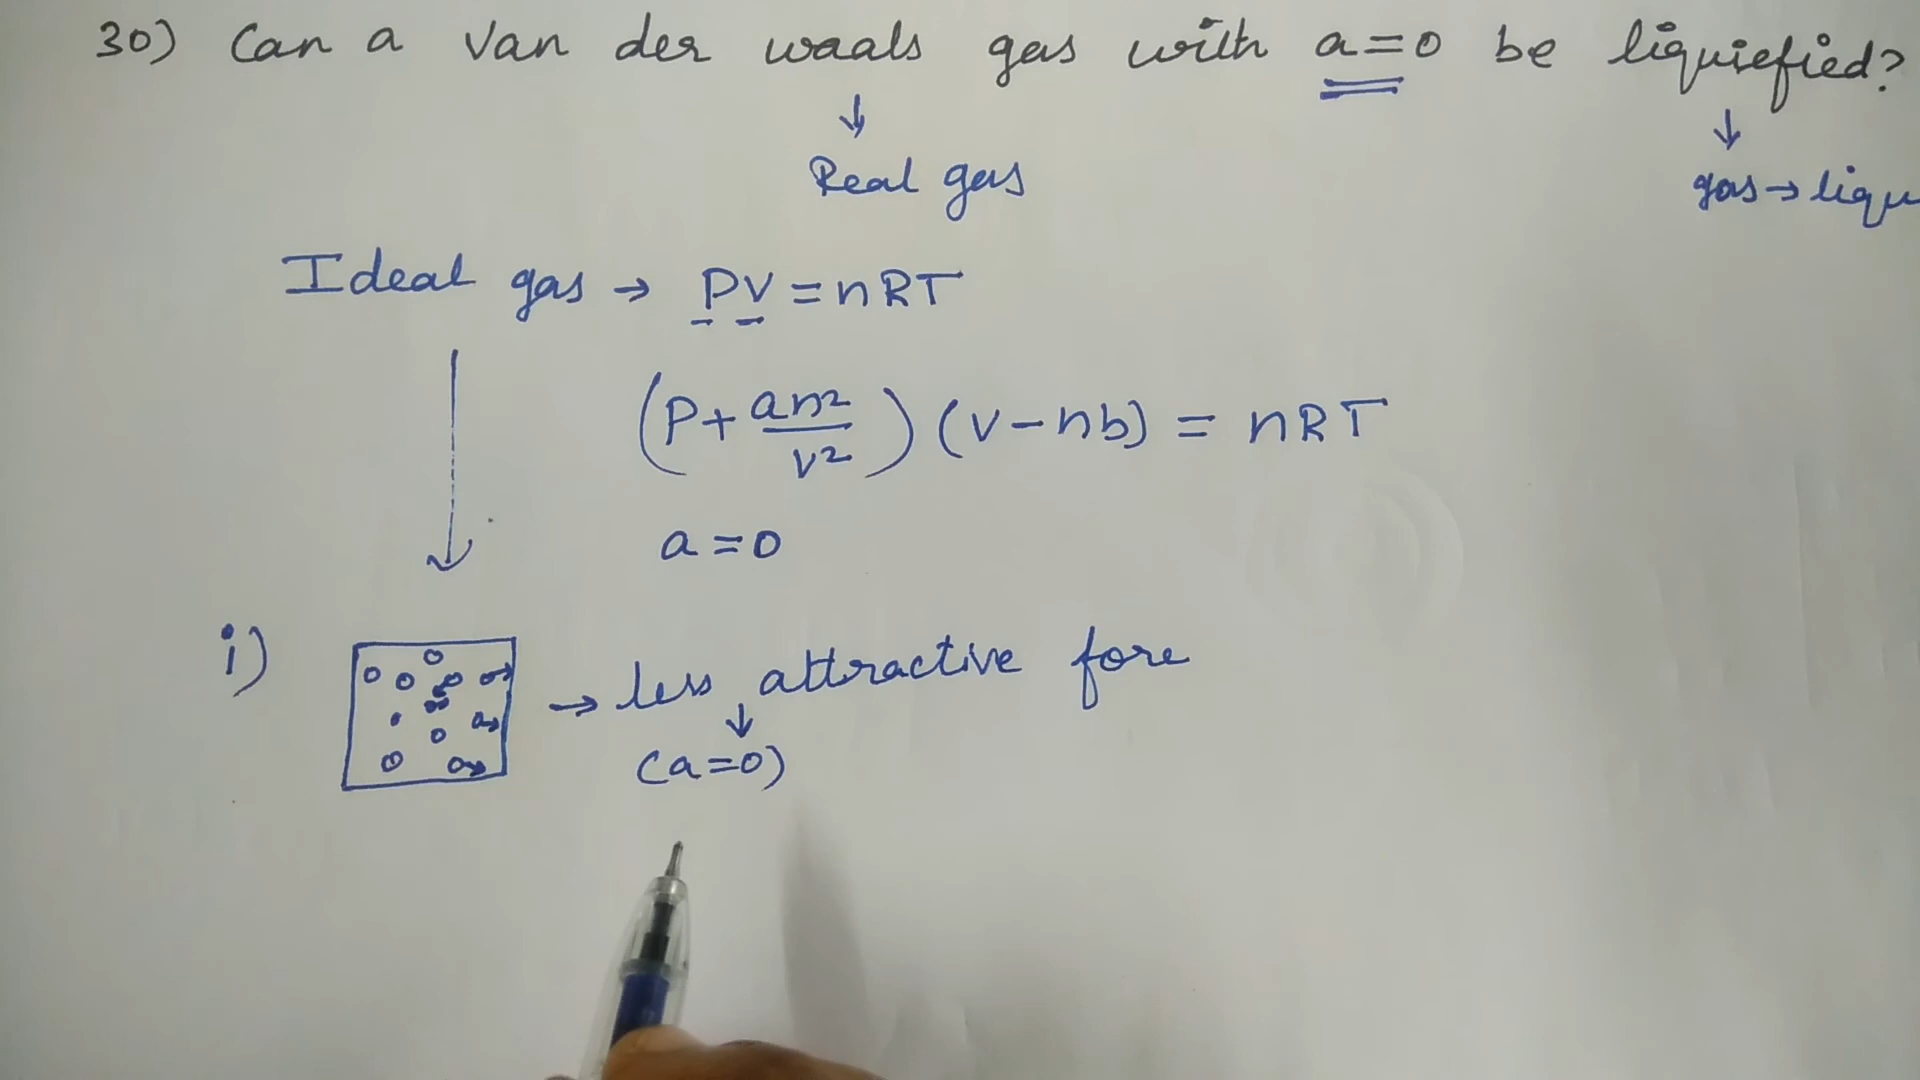 30) Can a Van der waals gas with a=0 be liquiefied?
↓ ↓
Real gas gas → liqu
Ideal gas → PV = nRT
(P + an²/V²) (V - nb) = nRT
a = 0
i) → less attractive fore
↓
(a=0)